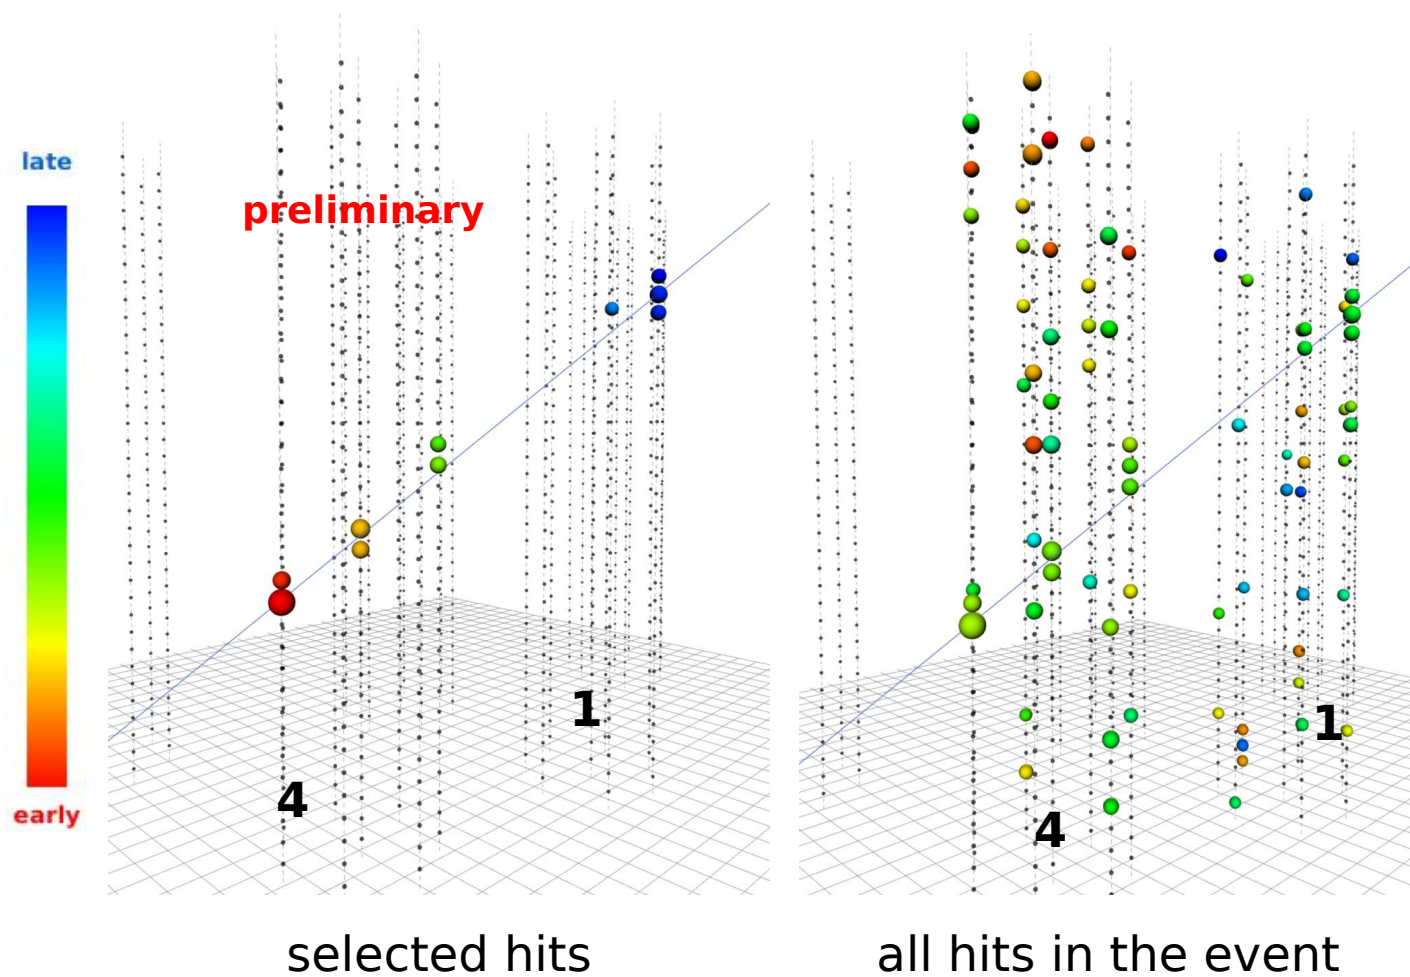 late
preliminary
early
4
1
4
1
selected hits
all hits in the event